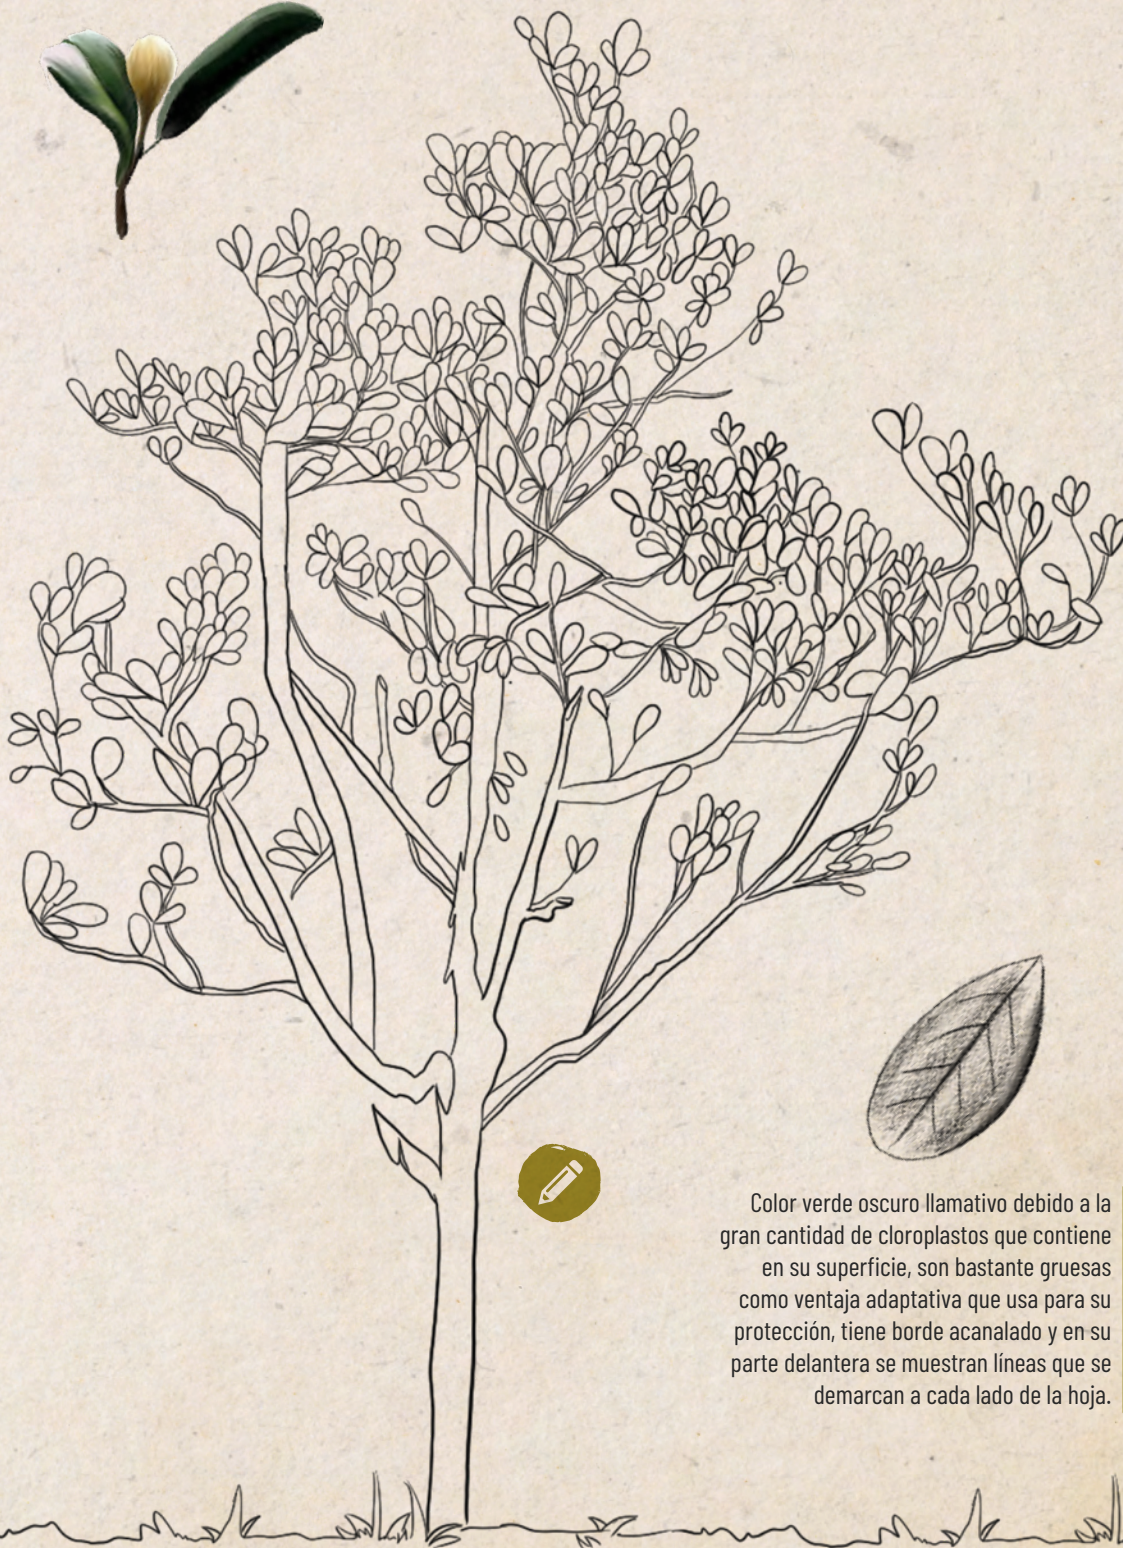 Color verde oscuro llamativo debido a la
gran cantidad de cloroplastos que contiene
en su superficie, son bastante gruesas
como ventaja adaptativa que usa para su
protección, tiene borde acanalado y en su
parte delantera se muestran líneas que se
demarcan a cada lado de la hoja.